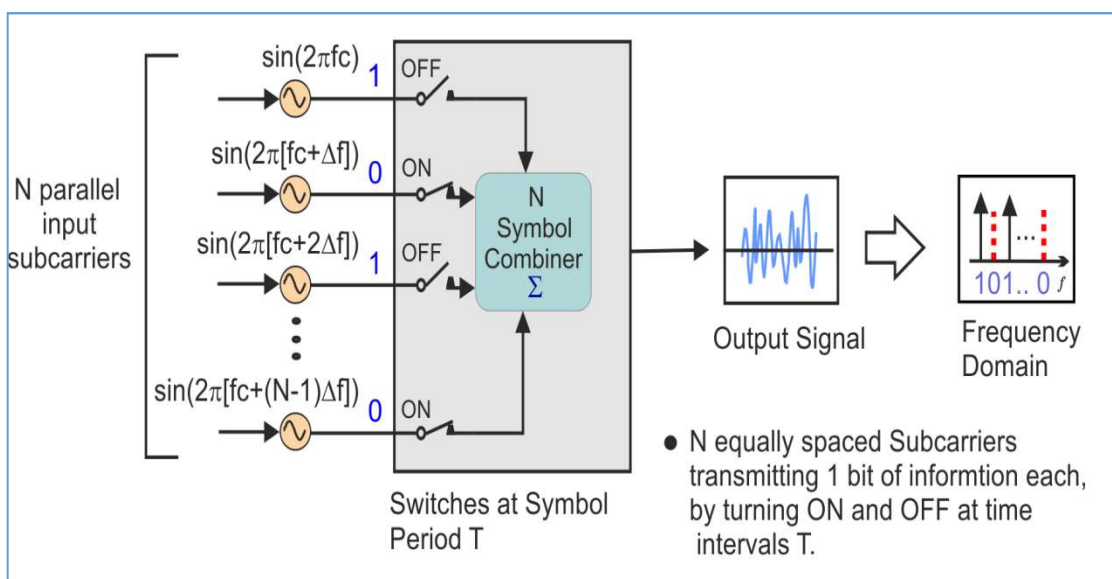 sin(2πfc)
1
OFF
sin(2π[fc+Δf])
0
ON
N parallel
input
subcarriers
sin(2π[fc+2Δf])
1
OFF
N
Symbol
Combiner
Σ
sin(2π[fc+(N-1)Δf])
0
ON
Switches at Symbol
Period T
Output Signal
...
101.. 0 f
Frequency
Domain
● N equally spaced Subcarriers
transmitting 1 bit of informtion each,
by turning ON and OFF at time
intervals T.